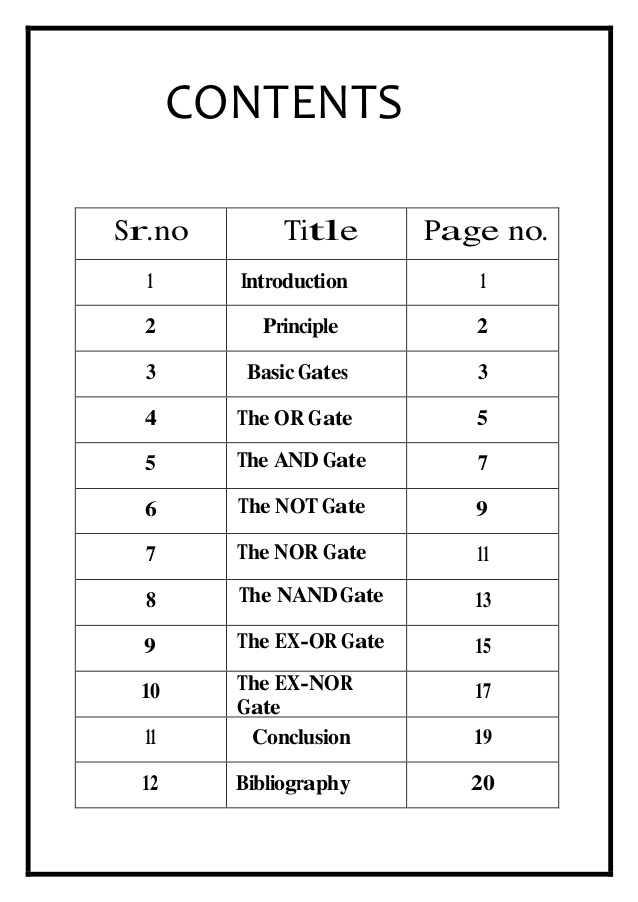 CONTENTS
Sr.no Title Page no.
1 Introduction 1
2 Principle 2
3 Basic Gates 3
4 The OR Gate 5
5 The AND Gate 7
6 The NOT Gate 9
7 The NOR Gate 11
8 The NAND Gate 13
9 The EX-OR Gate 15
10 The EX-NOR 17
Gate
11 Conclusion 19
12 Bibliography 20